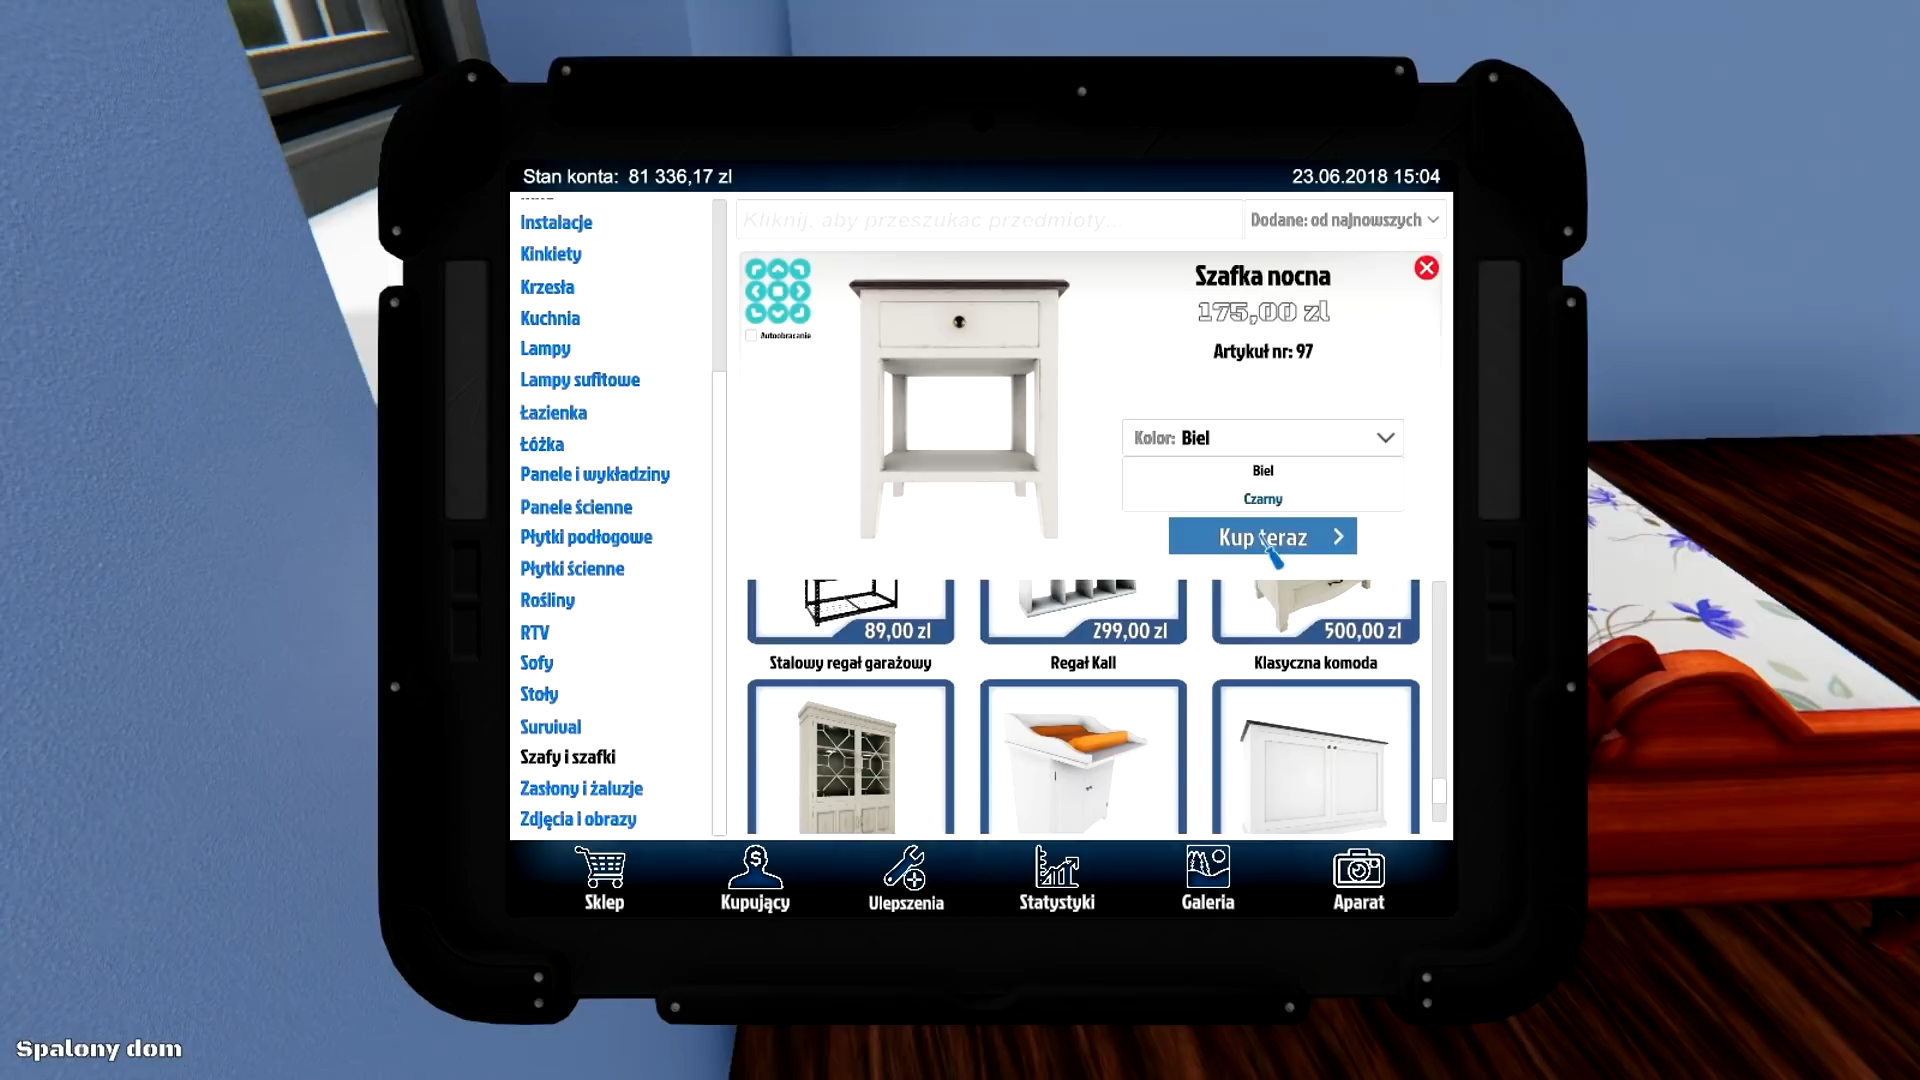 Stan konta: 81 336,17 zl
23.06.2018 15:04
Instalacje
Kinkiety
Krzesła
Kuchnia
Lampy
Lampy sufitowe
Łazienka
Łóżka
Panele i wykładziny
Panele ścienne
Płytki podłogowe
Płytki ścienne
Rośliny
RTV
Sofy
Stoły
Survival
Szafy i szafki
Zasłony i żaluzje
Zdjęcia i obrazy
Kliknij, aby przeszukac przedmioty...
Dodane: od najnowszych
Autoobracanie
Szafka nocna
175,00 zl
Artykuł nr: 97
Kolor: Biel
Biel
Czarny
Kup teraz
89,00 zl
299,00 zl
500,00 zl
Stalowy regał garażowy
Regał Kall
Klasyczna komoda
Sklep
Kupujący
Ulepszenia
Statystyki
Galeria
Aparat
Spalony dom